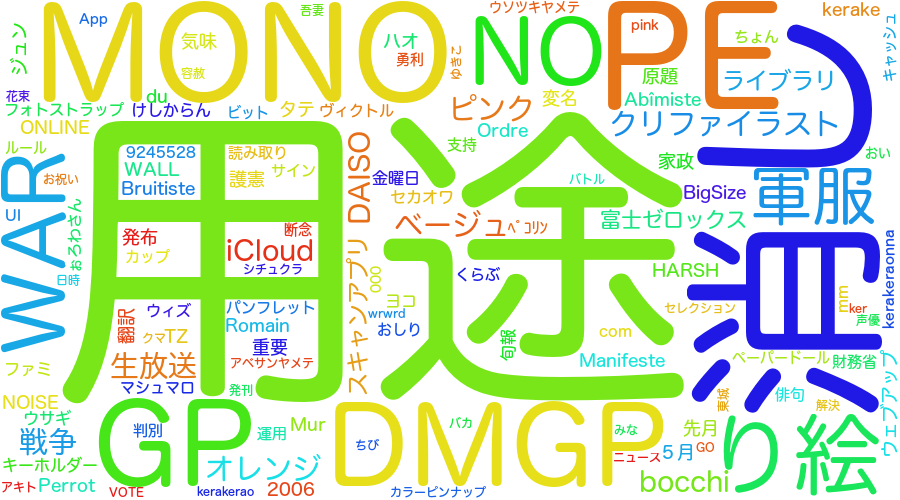 App
吾妻
ウソツキヤメテ
pink
kerake
ジュン
MONO
気味
容赦
ハオ
勇利
ゆきこ
NO
PE
ちょん
キャッシュ
原題
ライブラリ
花束
フォトストラップ
du
けしからん
ビット
タテ
ヴィクトル
ピンク
変名
Abîmiste
クリファイラスト
ONLINE
ルール
9245528
読み取り
WALL
サイン
Bruitiste
護憲
DAISO
金曜日
Ordre
支持
家政
おい
セカオワ
バトル
BigSize
軍服
お祝い
WAR
UI
用途
つ
ベージュ
ペコリン
富士ゼロックス
発布
カップ
断念
iCloud
シチュクラ
おろわさん
日時
スキャンアプリ
000
くらぶ
HARSH
kerakeraonna
ウィズ
パンフレット
ヨコ
wrwrd
セレクション
mm
ker
声優
翻訳
クマ
TZ
Romain
おしり
com
重要
旬報
ファミ
生放送
アベサンヤメテ
Manifeste
ペーパードール
財務省
マシュマロ
発刊
NOISE
ウサギ
GP
DMGP
東城
俳句
解決
ウェブアップ
戦争
判別
運用
Mur
ちび
バカ
みな
先月
り絵
キーホルダー
オレンジ
ニュース
5月
GO
アキト
Perrot
VOTE
kerakerao
2006
カラーピンナップ
bocchi